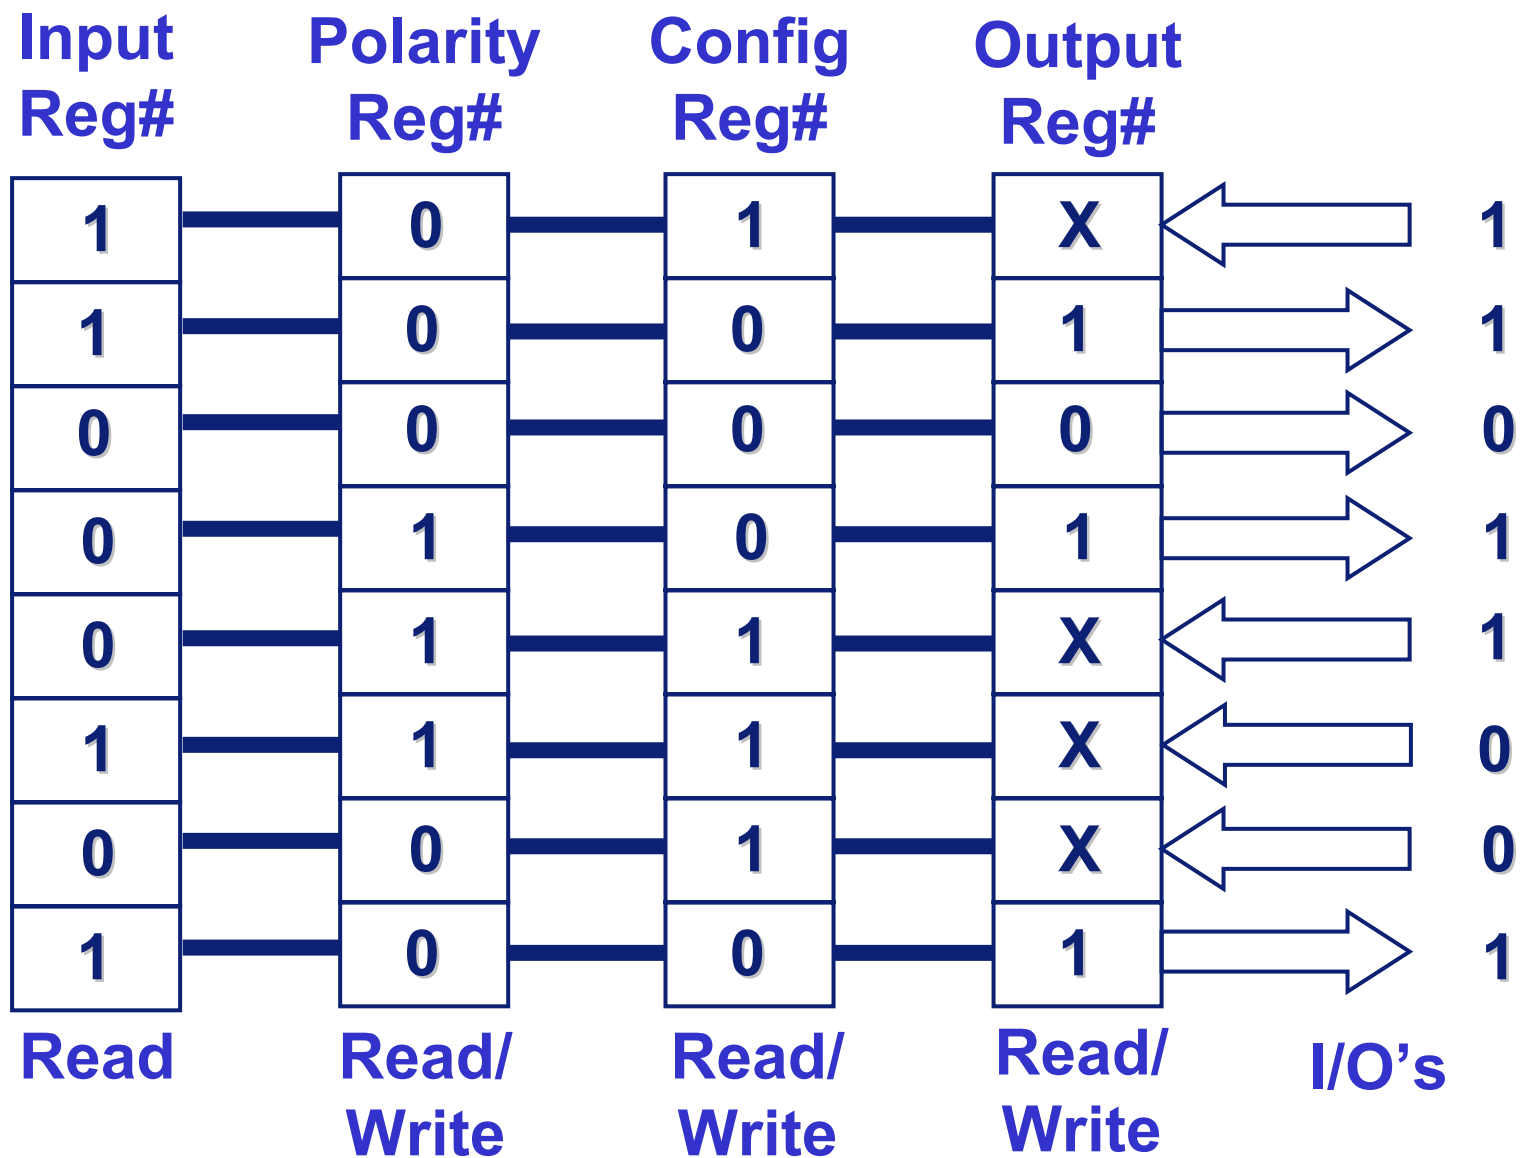 Input Polarity Config Output
Reg# Reg# Reg# Reg#
1 0 1 X 1
1 0 0 1 1
0 0 0 0 0
0 1 0 1 1
0 1 1 X 1
1 1 1 X 0
0 0 1 X 0
1 0 0 1 1
Read Read/ Read/ Read/ I/O's
Write Write Write